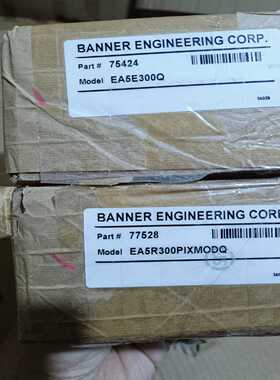 BANNER ENGINEERING CORP.
Part # 75424
Model EA5E300Q
BANNER ENGINEERING CORP
Part # 77528
Model EA5R300PIXMODQ